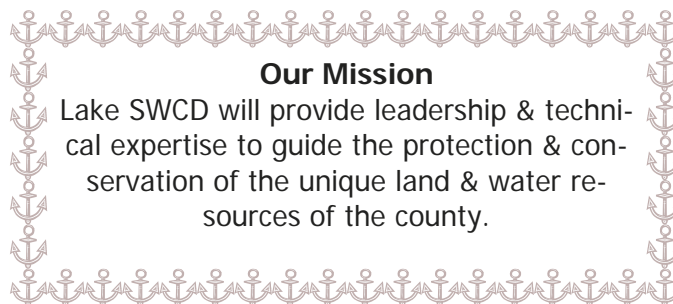 Our Mission
Lake SWCD will provide leadership & techni-
cal expertise to guide the protection & con-
servation of the unique land & water re-
sources of the county.